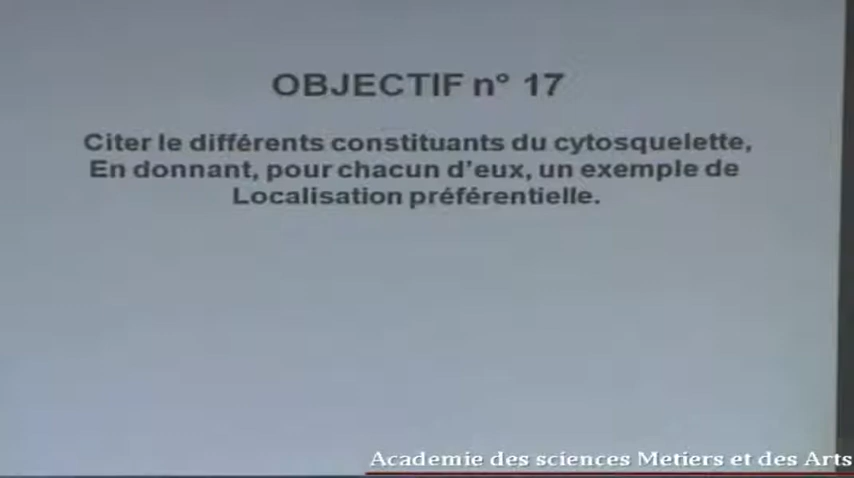 OBJECTIF n° 17
Citer le différents constituants du cytosquelette,
En donnant, pour chacun d'eux, un exemple de
Localisation préférentielle.
Academie des sciences Metiers et des Arts